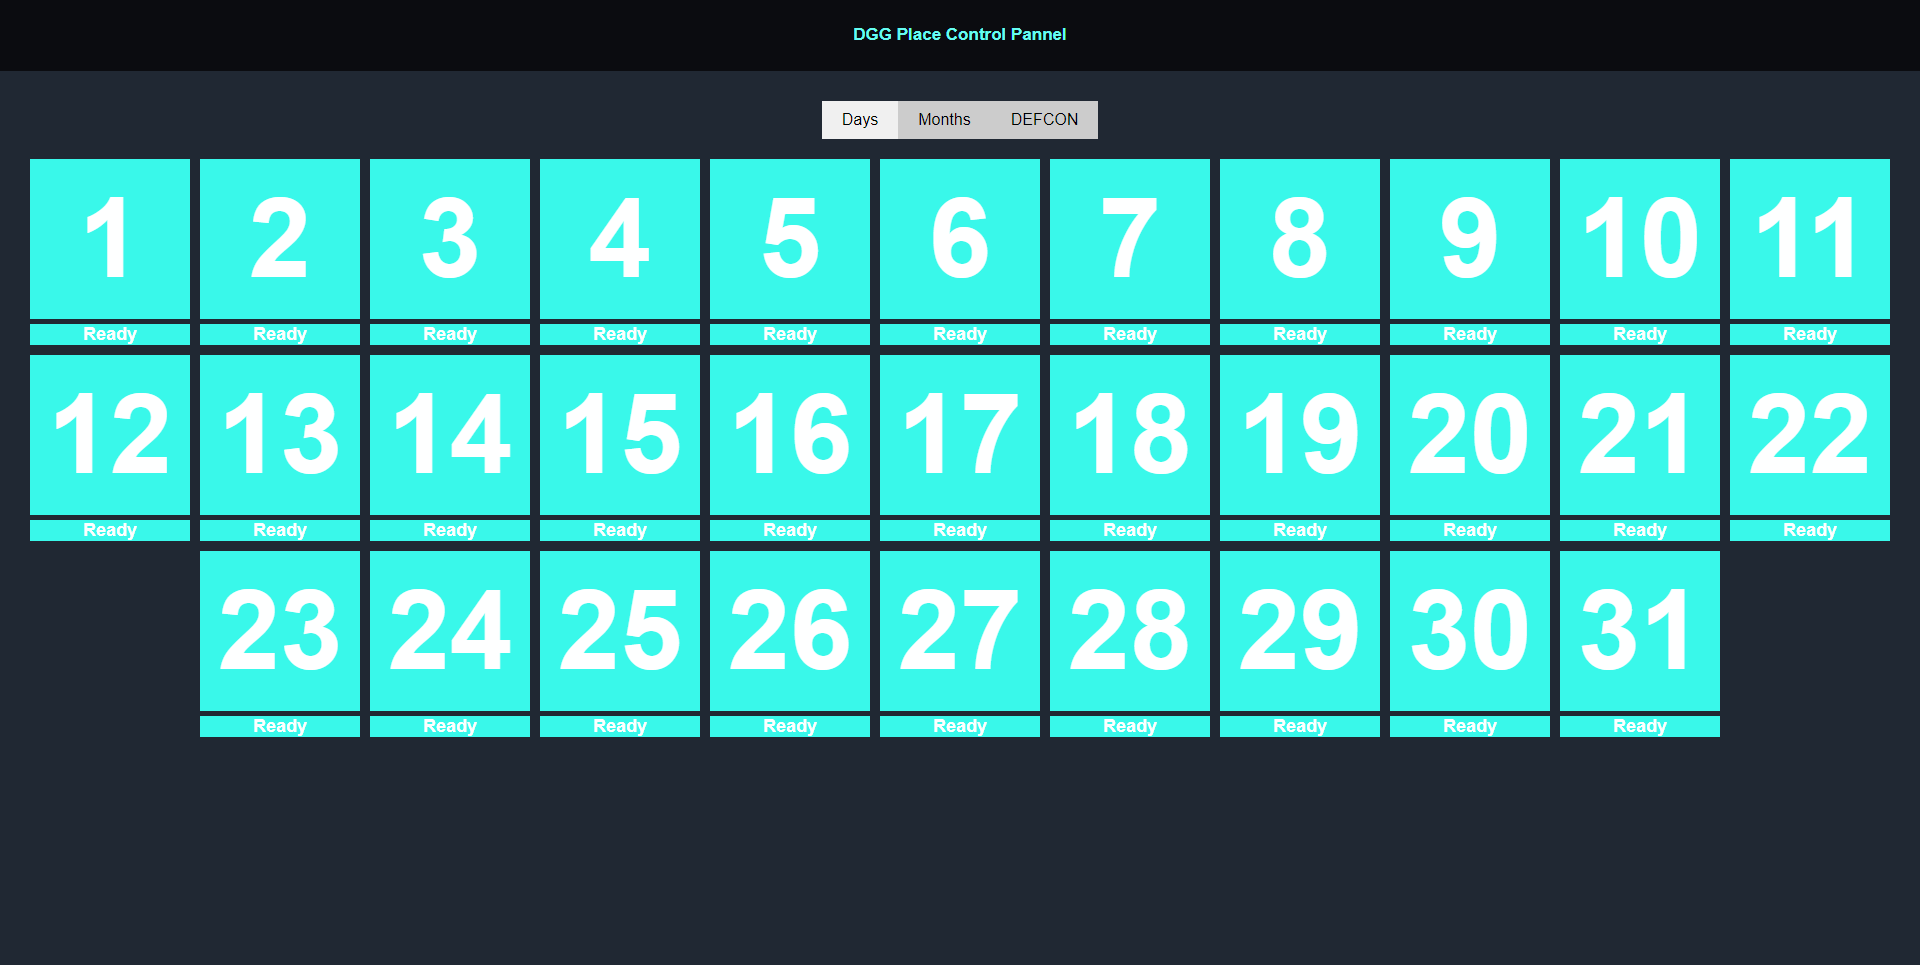 DGG Place Control Pannel
Days Months DEFCON
1 2 3 4 5 6 7 8 9 10 11
Ready Ready Ready Ready Ready Ready Ready Ready Ready Ready Ready
12 13 14 15 16 17 18 19 20 21 22
Ready Ready Ready Ready Ready Ready Ready Ready Ready Ready Ready
23 24 25 26 27 28 29 30 31
Ready Ready Ready Ready Ready Ready Ready Ready Ready